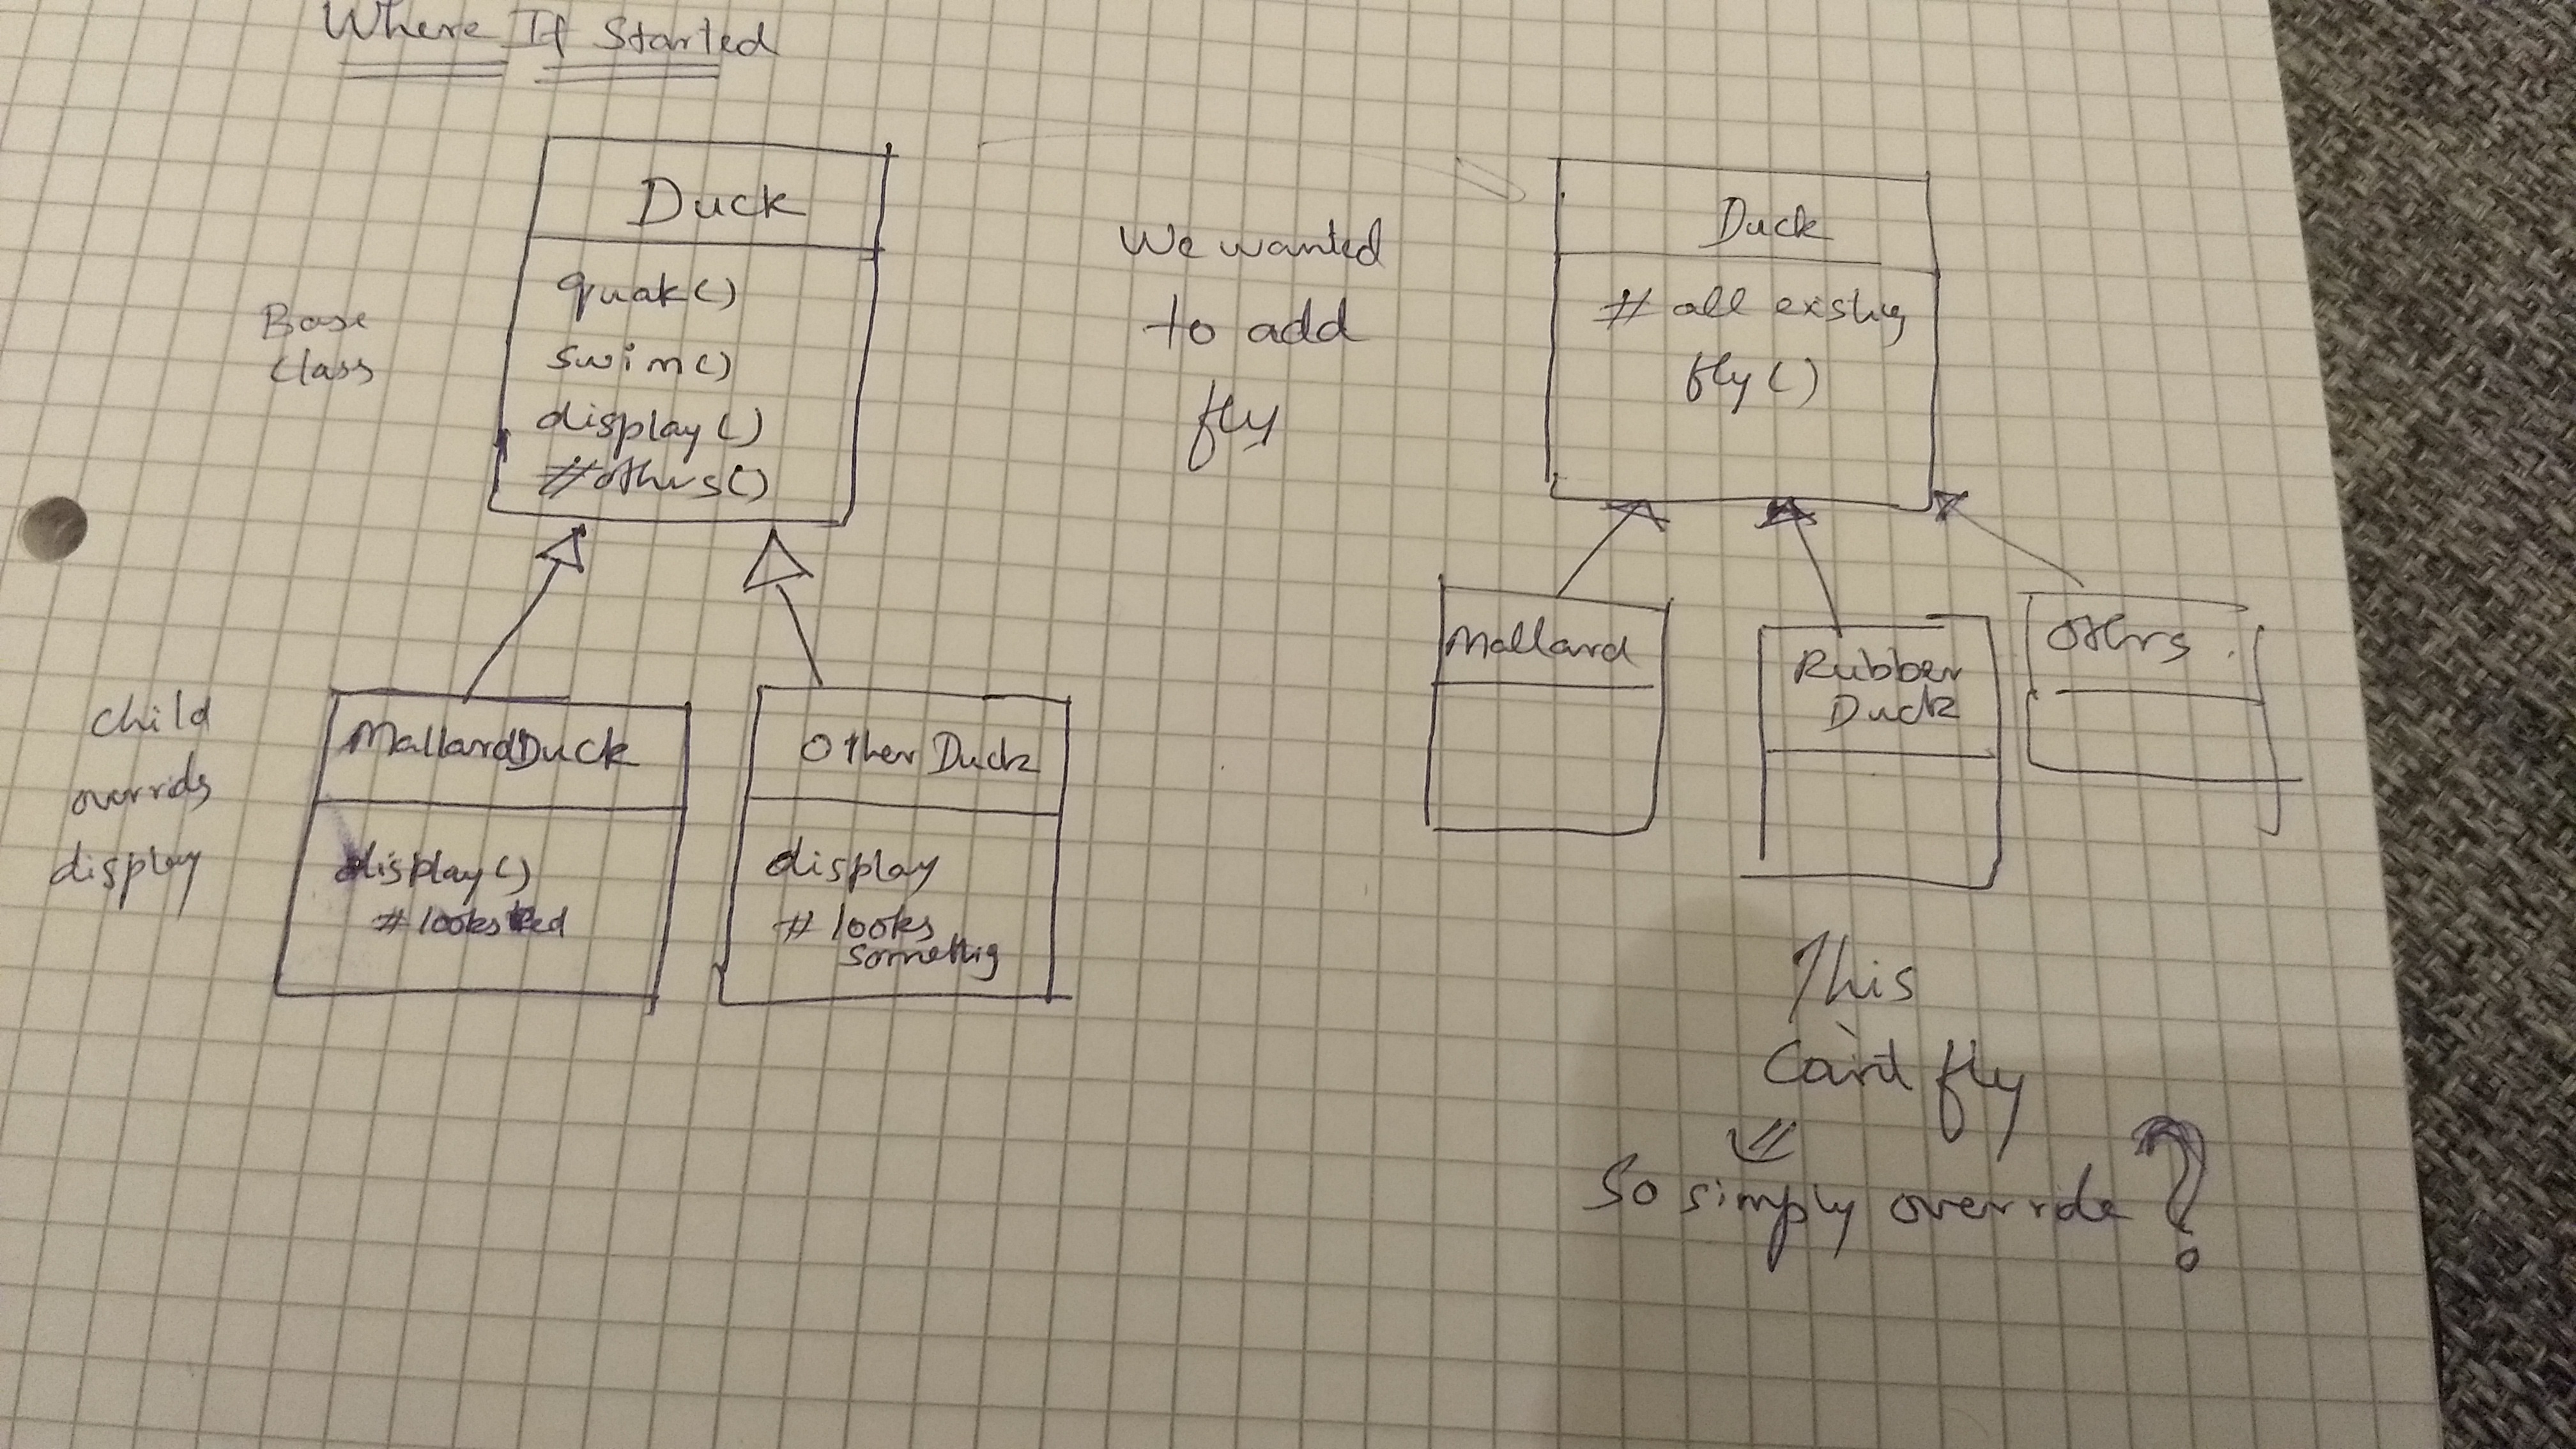 Where It Started
Duck
quak()
swim()
display()
#others()
Base
class
MallardDuck
display()
# looks Red
Other Duck
display
# looks
something
child
overrids
display
We wanted
to add
fly
Duck
# all existing
fly()
Mallard
Rubber
Duck
Othrs
This
Can't fly
So simply override ?